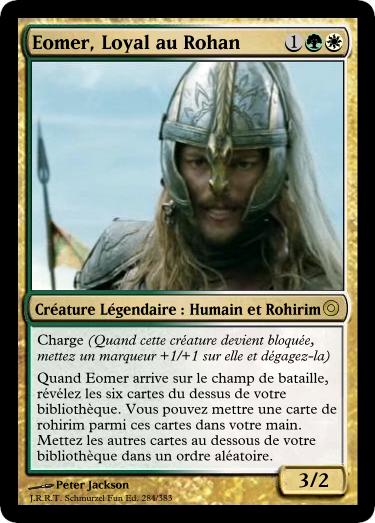 Eomer, Loyal au Rohan 1
Créature Légendaire : Humain et Rohirim
Charge (Quand cette créature devient bloquée,
mettez un marqueur +1/+1 sur elle et dégagez-la)
Quand Eomer arrive sur le champ de bataille,
révélez les six cartes du dessus de votre
bibliothèque. Vous pouvez mettre une carte de
rohirim parmi ces cartes dans votre main.
Mettez les autres cartes au dessous de votre
bibliothèque dans un ordre aléatoire.
3/2
Peter Jackson
J.R.R.T. Schmurzel Fun Ed. 284/383